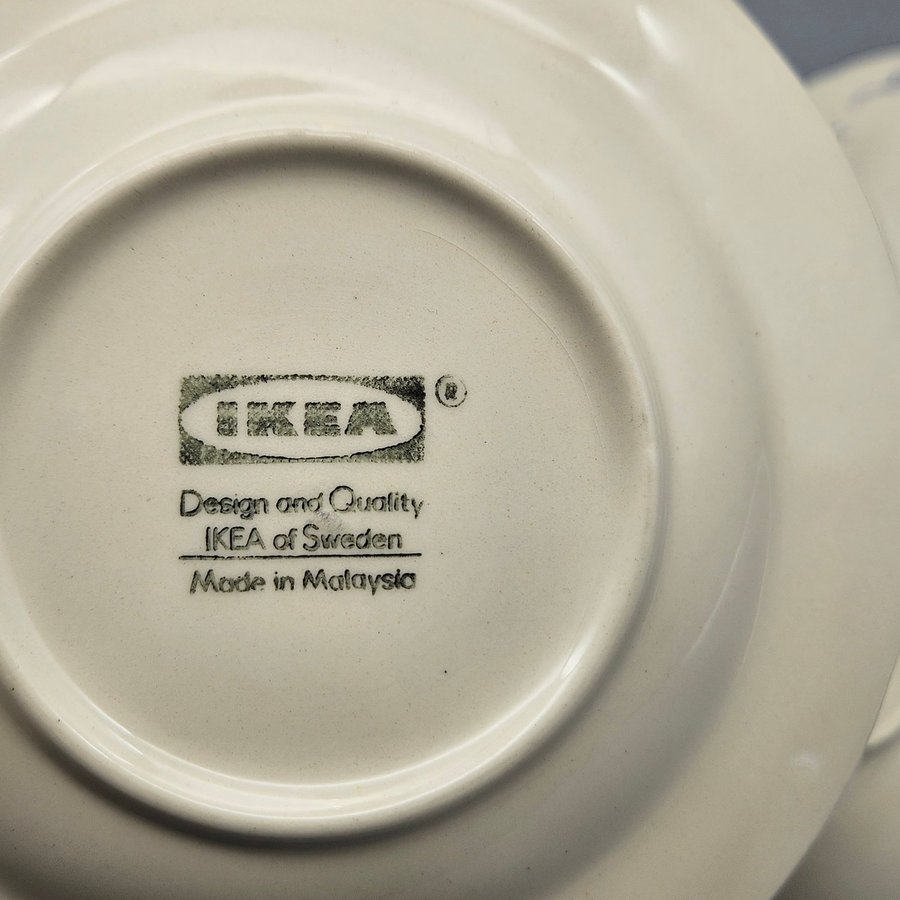 IKEA ®
Design and Quality
IKEA of Sweden
Made in Malaysia